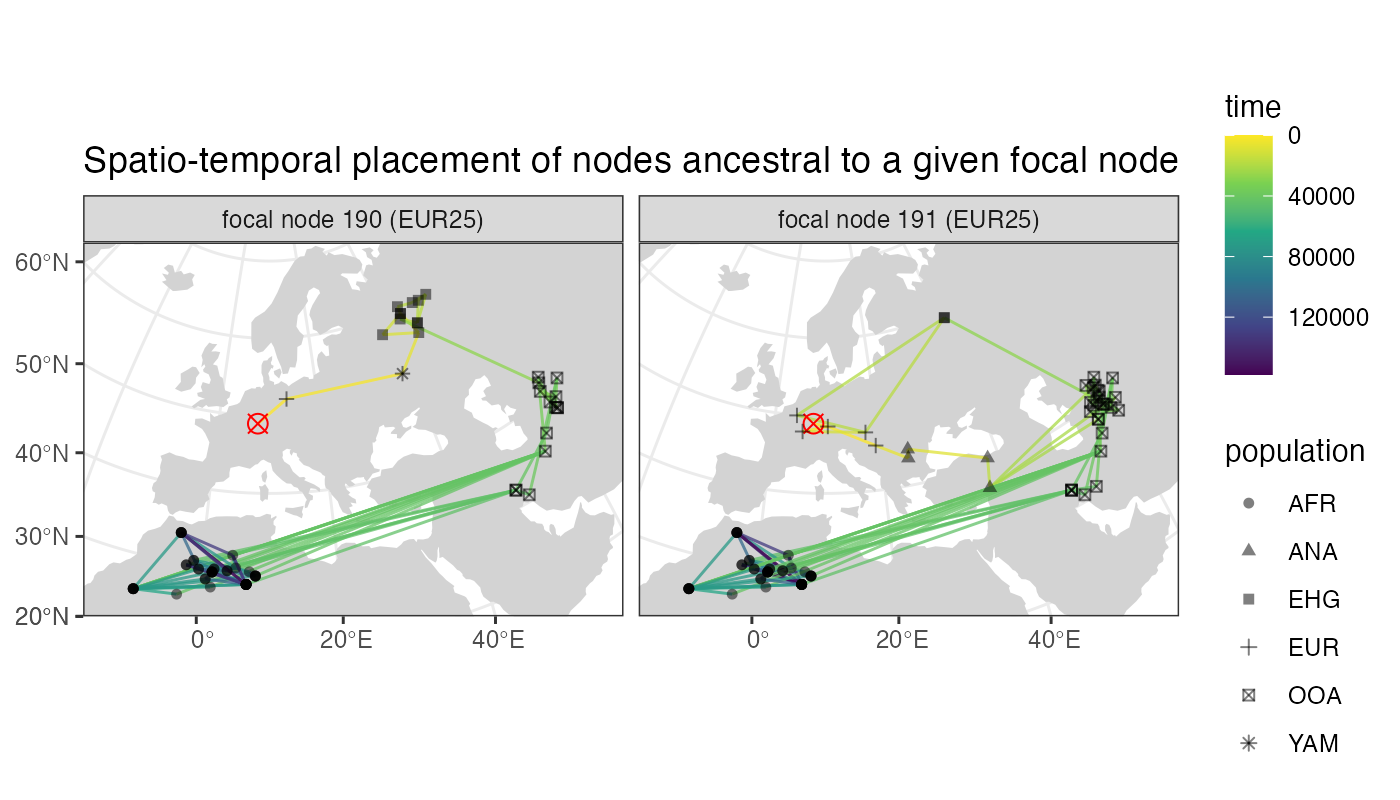 Spatio-temporal placement of nodes ancestral to a given focal node
focal node 190 (EUR25)
focal node 191 (EUR25)
60°N
50°N
40°N
30°N
20°N
0°
20°E
40°E
0°
20°E
40°E
time
0
40000
80000
120000
population
AFR
ANA
EHG
EUR
OOA
YAM